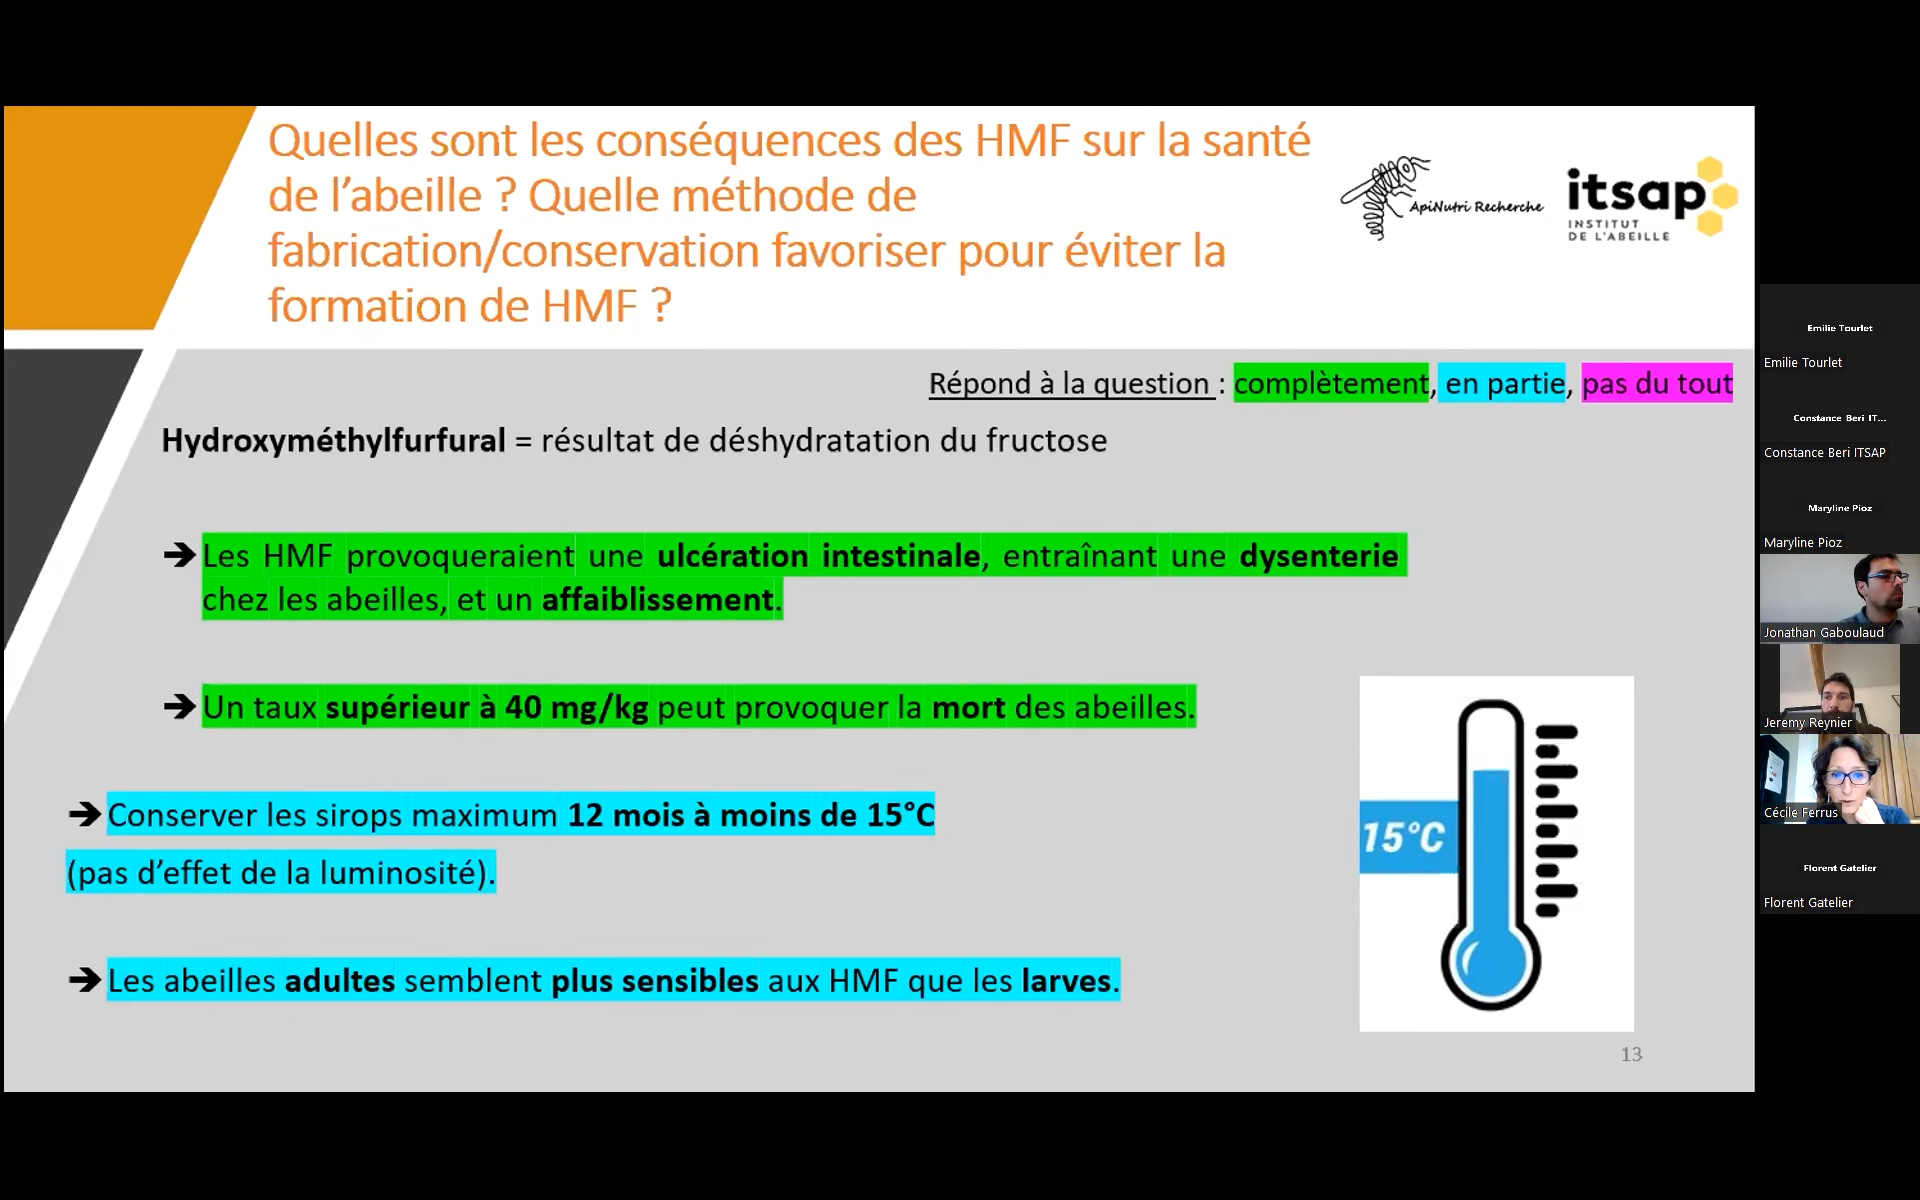 Quelles sont les conséquences des HMF sur la santé
de l’abeille ? Quelle méthode de
fabrication/conservation favoriser pour éviter la
formation de HMF ?
ApiNutri Recherche
itsap
INSTITUT
DE L'ABEILLE
Répond à la question : complètement, en partie, pas du tout
Hydroxyméthylfurfural = résultat de déshydratation du fructose
➔ Les HMF provoqueraient une ulcération intestinale, entraînant une dysenterie
chez les abeilles, et un affaiblissement.
➔ Un taux supérieur à 40 mg/kg peut provoquer la mort des abeilles.
➔ Conserver les sirops maximum 12 mois à moins de 15°C
(pas d’effet de la luminosité).
➔ Les abeilles adultes semblent plus sensibles aux HMF que les larves.
15°C
13
Emilie Tourlet
Emilie Tourlet
Constance Beri IT...
Constance Beri ITSAP
Maryline Pioz
Maryline Pioz
Jonathan Gaboulaud
Jeremy Reynier
Cécile Ferrus
Florent Gatelier
Florent Gatelier